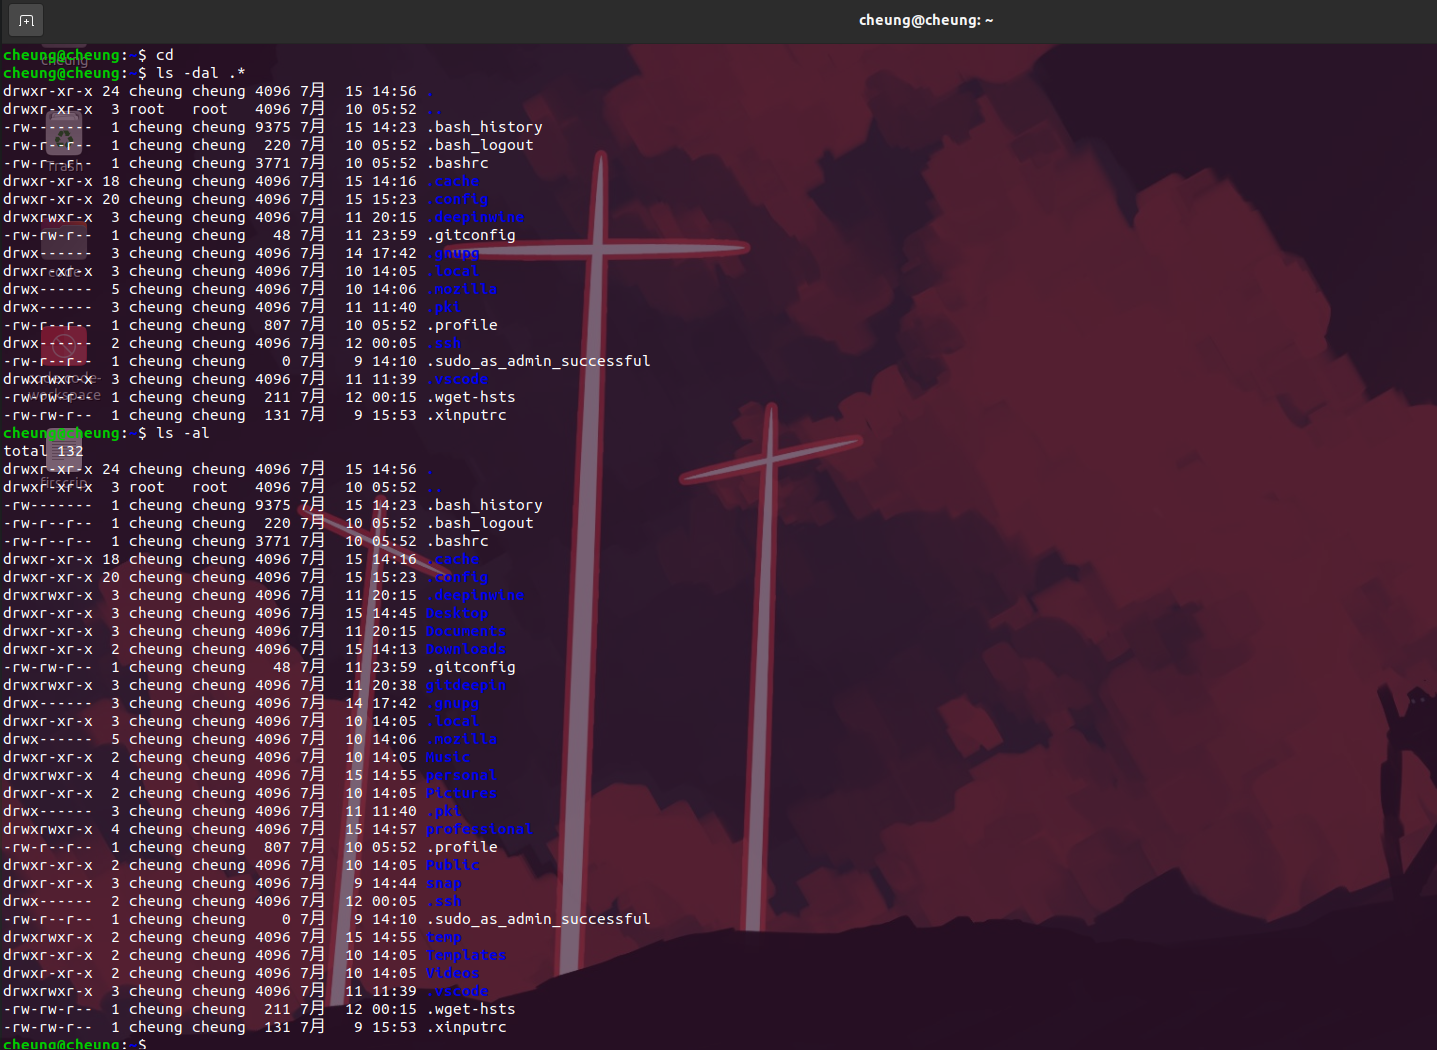 cheung@cheung: ~
cheung@cheung:~$ cd
cheung@cheung:~$ ls -dal .*
drwxr-xr-x 24 cheung cheung 4096 7月  15 14:56 .
drwxr-xr-x  3 root   root   4096 7月  10 05:52 ..
-rw-------  1 cheung cheung 9375 7月  15 14:23 .bash_history
-rw-r--r--  1 cheung cheung  220 7月  10 05:52 .bash_logout
-rw-r--r--  1 cheung cheung 3771 7月  10 05:52 .bashrc
drwxr-xr-x 18 cheung cheung 4096 7月  15 14:16 .cache
drwxr-xr-x 20 cheung cheung 4096 7月  15 15:23 .config
drwxrwxr-x  3 cheung cheung 4096 7月  11 20:15 .deepinwine
-rw-rw-r--  1 cheung cheung   48 7月  11 23:59 .gitconfig
drwx------  3 cheung cheung 4096 7月  14 17:42 .gnupg
drwxr-xr-x  3 cheung cheung 4096 7月  10 14:05 .local
drwx------  5 cheung cheung 4096 7月  10 14:06 .mozilla
drwx------  3 cheung cheung 4096 7月  11 11:40 .pki
-rw-r--r--  1 cheung cheung  807 7月  10 05:52 .profile
drwx------  2 cheung cheung 4096 7月  12 00:05 .ssh
-rw-r--r--  1 cheung cheung    0 7月   9 14:10 .sudo_as_admin_successful
drwxrwxr-x  3 cheung cheung 4096 7月  11 11:39 .vscode
-rw-rw-r--  1 cheung cheung  211 7月  12 00:15 .wget-hsts
-rw-rw-r--  1 cheung cheung  131 7月   9 15:53 .xinputrc
cheung@cheung:~$ ls -al
total 132
drwxr-xr-x 24 cheung cheung 4096 7月  15 14:56 .
drwxr-xr-x  3 root   root   4096 7月  10 05:52 ..
-rw-------  1 cheung cheung 9375 7月  15 14:23 .bash_history
-rw-r--r--  1 cheung cheung  220 7月  10 05:52 .bash_logout
-rw-r--r--  1 cheung cheung 3771 7月  10 05:52 .bashrc
drwxr-xr-x 18 cheung cheung 4096 7月  15 14:16 .cache
drwxr-xr-x 20 cheung cheung 4096 7月  15 15:23 .config
drwxrwxr-x  3 cheung cheung 4096 7月  11 20:15 .deepinwine
drwxr-xr-x  3 cheung cheung 4096 7月  15 14:45 Desktop
drwxr-xr-x  3 cheung cheung 4096 7月  11 20:15 Documents
drwxr-xr-x  2 cheung cheung 4096 7月  15 14:13 Downloads
-rw-rw-r--  1 cheung cheung   48 7月  11 23:59 .gitconfig
drwxrwxr-x  3 cheung cheung 4096 7月  11 20:38 gitdeepin
drwx------  3 cheung cheung 4096 7月  14 17:42 .gnupg
drwxr-xr-x  3 cheung cheung 4096 7月  10 14:05 .local
drwx------  5 cheung cheung 4096 7月  10 14:06 .mozilla
drwxr-xr-x  2 cheung cheung 4096 7月  10 14:05 Music
drwxrwxr-x  4 cheung cheung 4096 7月  15 14:55 personal
drwxr-xr-x  2 cheung cheung 4096 7月  10 14:05 Pictures
drwx------  3 cheung cheung 4096 7月  11 11:40 .pki
drwxrwxr-x  4 cheung cheung 4096 7月  15 14:57 professional
-rw-r--r--  1 cheung cheung  807 7月  10 05:52 .profile
drwxr-xr-x  2 cheung cheung 4096 7月  10 14:05 Public
drwxr-xr-x  3 cheung cheung 4096 7月   9 14:44 snap
drwx------  2 cheung cheung 4096 7月  12 00:05 .ssh
-rw-r--r--  1 cheung cheung    0 7月   9 14:10 .sudo_as_admin_successful
drwxrwxr-x  2 cheung cheung 4096 7月  15 14:55 temp
drwxr-xr-x  2 cheung cheung 4096 7月  10 14:05 Templates
drwxr-xr-x  2 cheung cheung 4096 7月  10 14:05 Videos
drwxrwxr-x  3 cheung cheung 4096 7月  11 11:39 .vscode
-rw-rw-r--  1 cheung cheung  211 7月  12 00:15 .wget-hsts
-rw-rw-r--  1 cheung cheung  131 7月   9 15:53 .xinputrc
cheung@cheung:~$
cheung
Trash
code
workspace